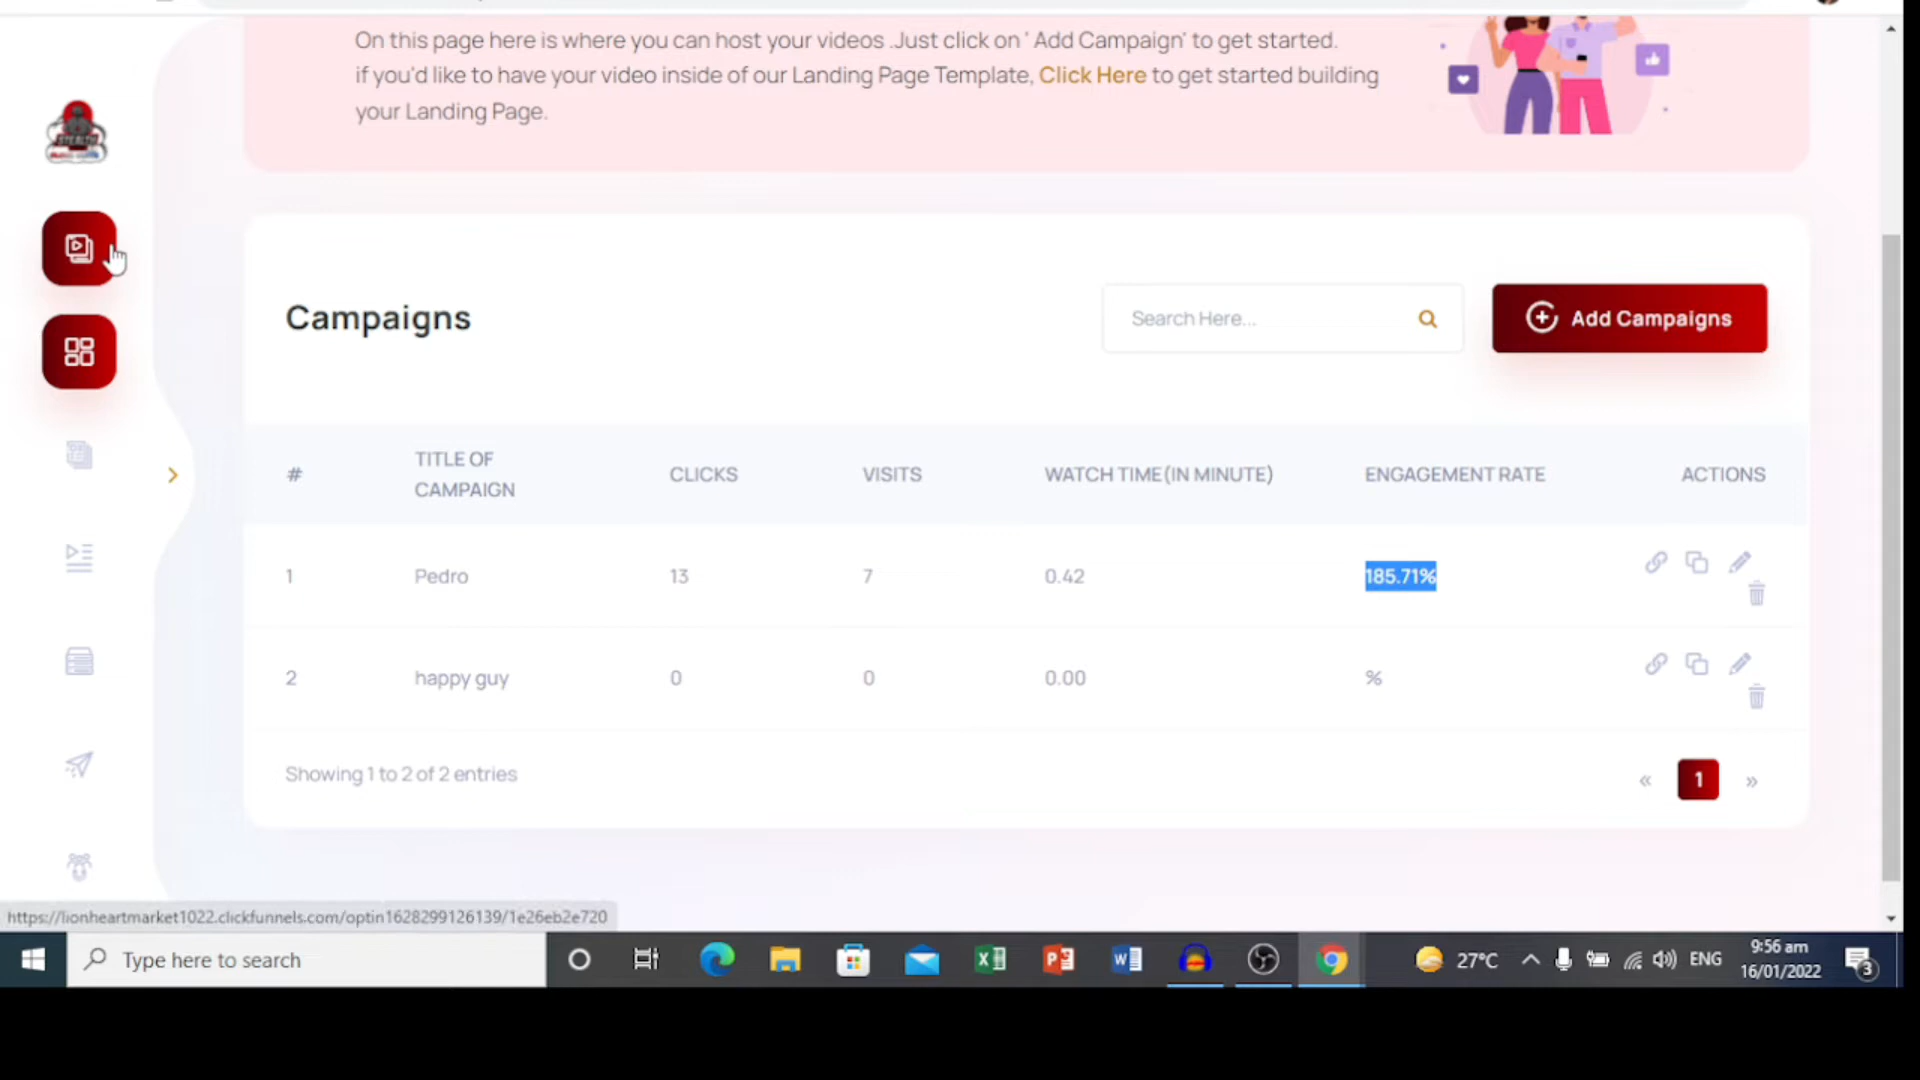 On this page here is where you can host your videos .Just click on ' Add Campaign' to get started.
if you'd like to have your video inside of our Landing Page Template, Click Here to get started building
your Landing Page.
Campaigns
Search Here...
Add Campaigns
# TITLE OF CAMPAIGN CLICKS VISITS WATCH TIME(IN MINUTE) ENGAGEMENT RATE ACTIONS
1 Pedro 13 7 0.42 185.71%
2 happy guy 0 0 0.00 %
Showing 1 to 2 of 2 entries
« 1 »
https://lionheartmarket1022.clickfunnels.com/optin1628299126139/1e26eb2e720
Type here to search
27°C
ENG
9:56 am
16/01/2022
3